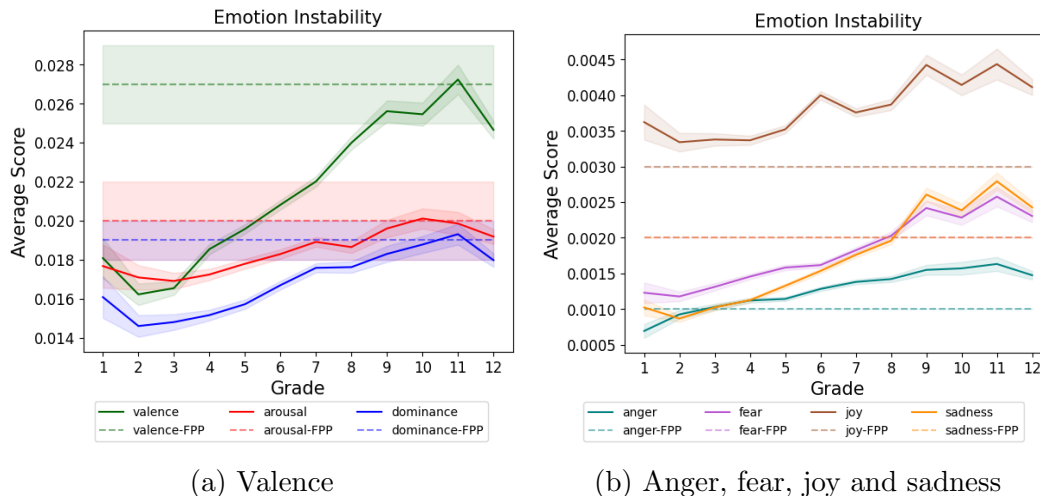 Emotion Instability
Average Score
0.028
0.026
0.024
0.022
0.020
0.018
0.016
0.014
1 2 3 4 5 6 7 8 9 10 11 12
Grade
valence arousal dominance
valence-FPP arousal-FPP dominance-FPP
(a) Valence
Emotion Instability
Average Score
0.0045
0.0040
0.0035
0.0030
0.0025
0.0020
0.0015
0.0010
0.0005
1 2 3 4 5 6 7 8 9 10 11 12
Grade
anger fear joy sadness
anger-FPP fear-FPP joy-FPP sadness-FPP
(b) Anger, fear, joy and sadness